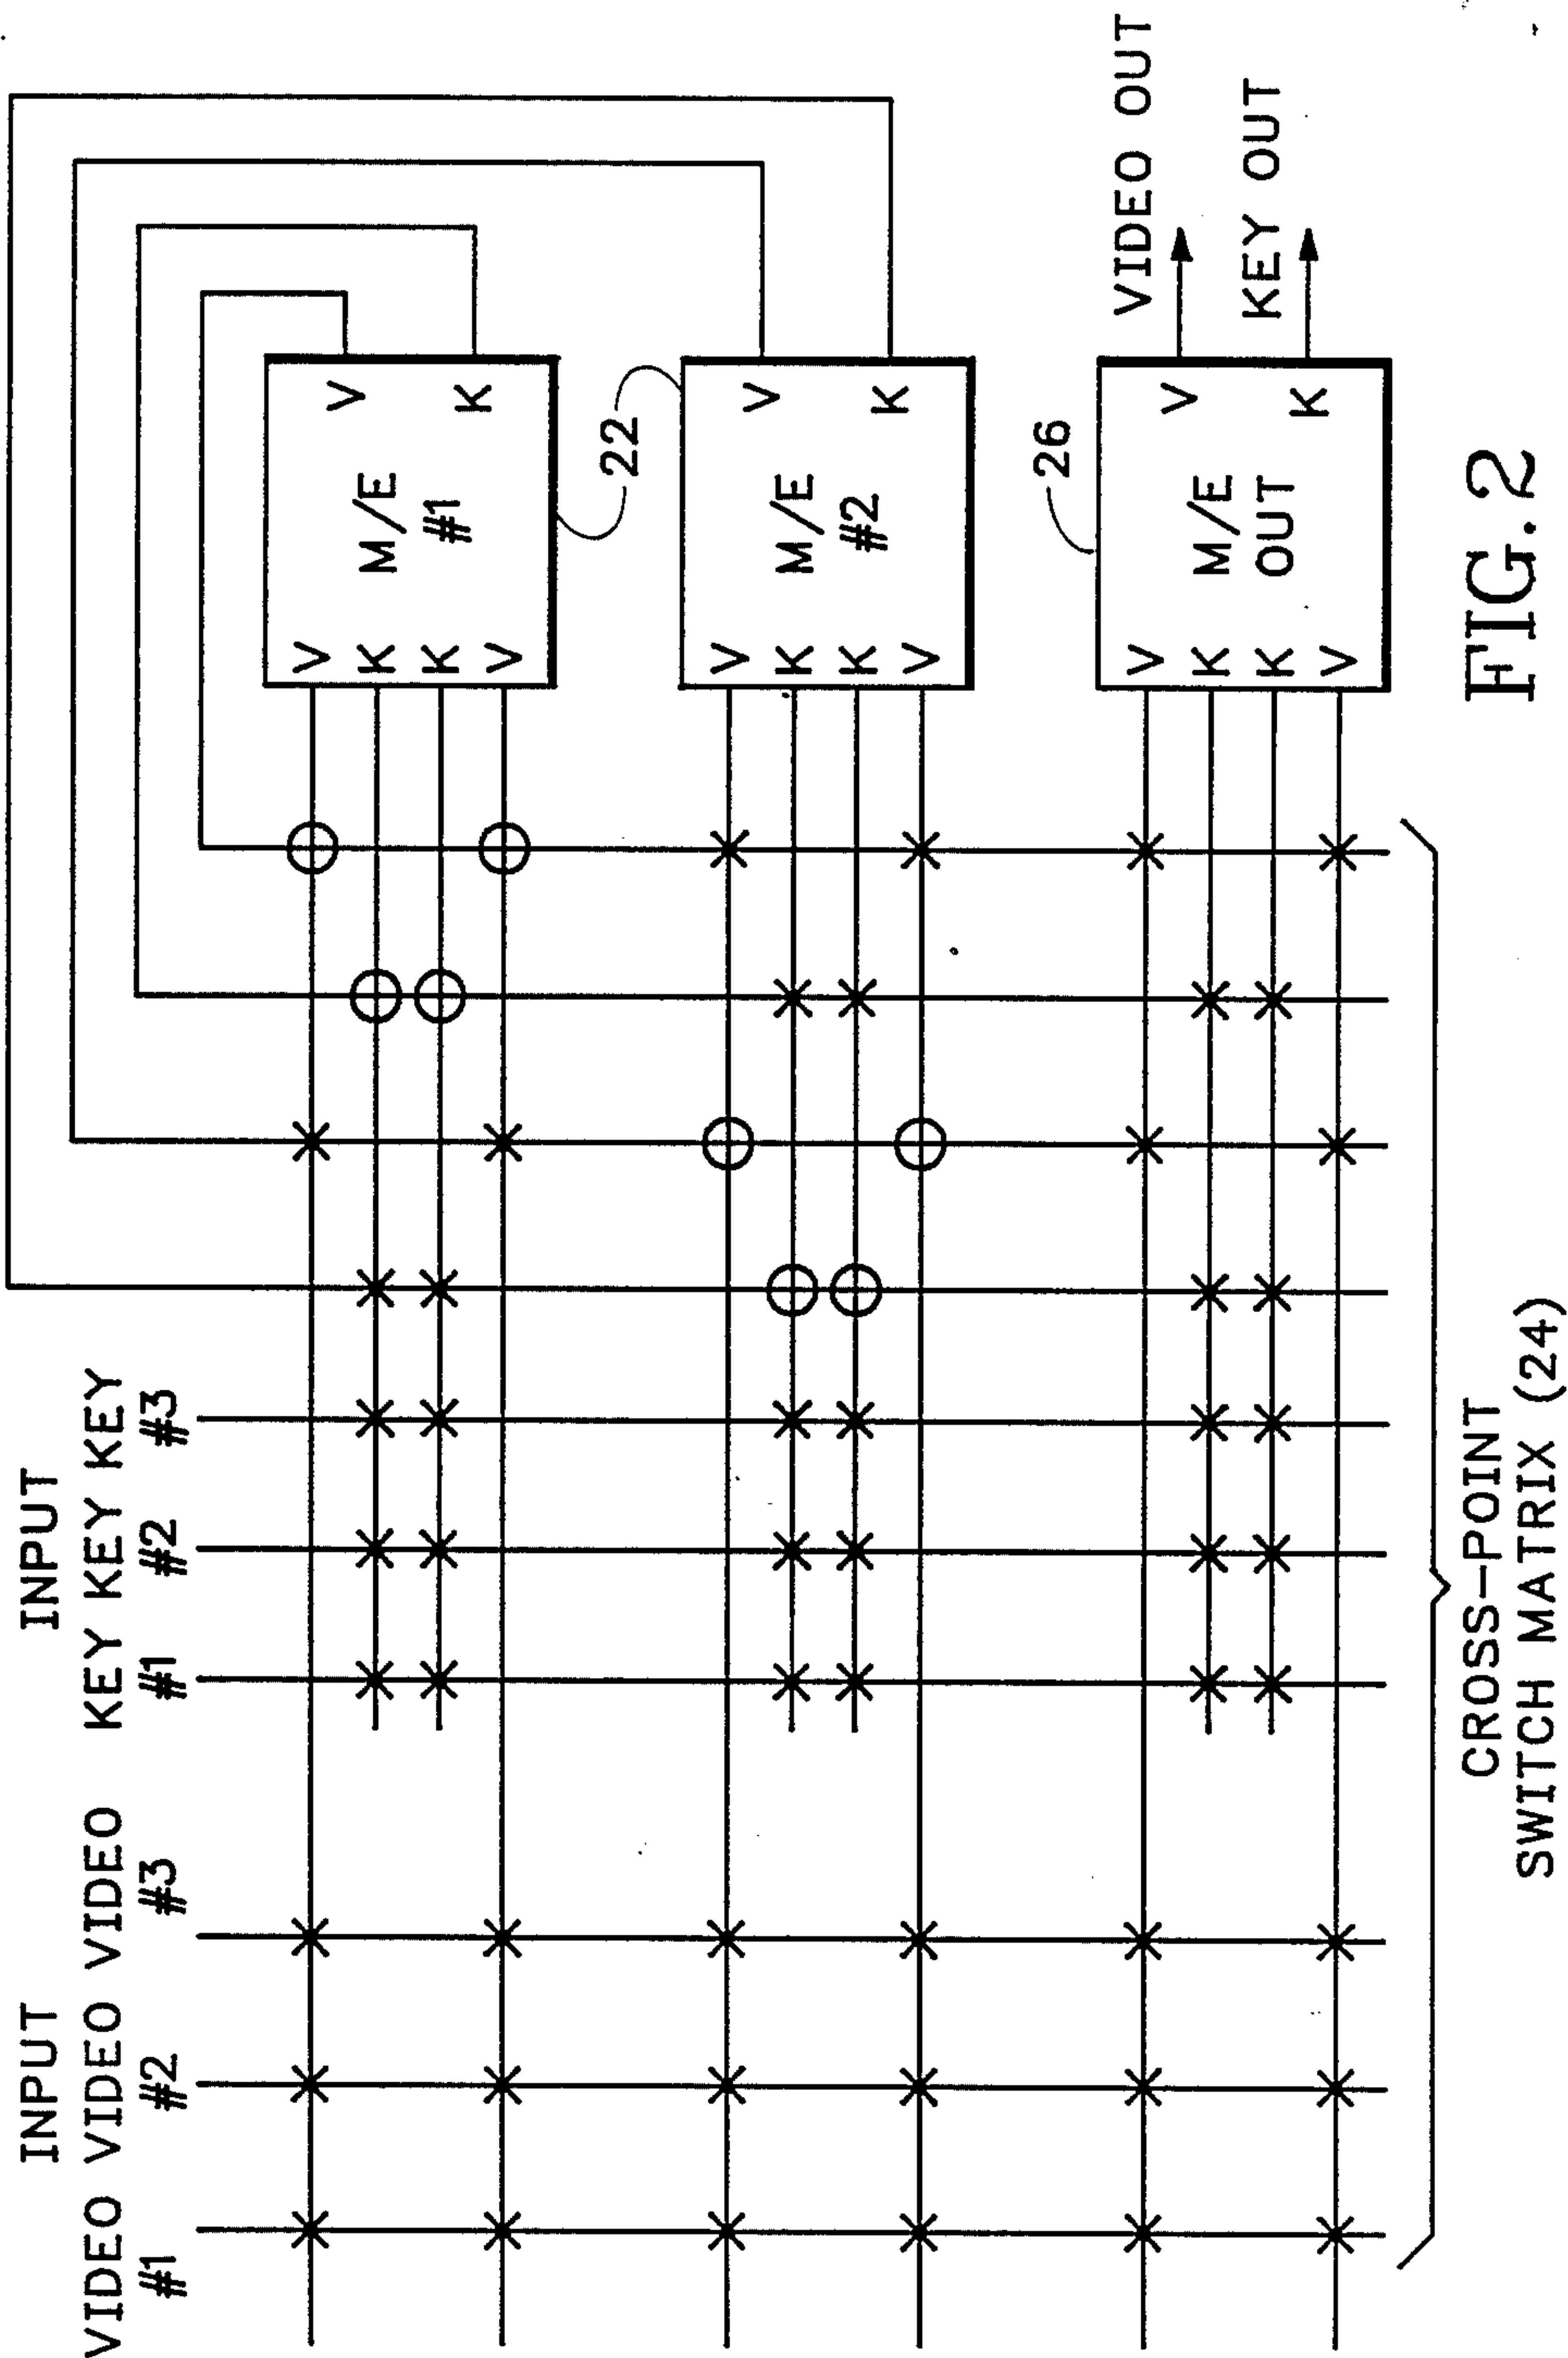 INPUT
INPUT
VIDEO VIDEO VIDEO KEY KEY KEY
#1 #2 #3 #1 #2 #3
V
K
K
V
M/E
#1
V
K
22
V
K
K
V
M/E
#2
V
K
26
V
K
K
V
M/E
OUT
V
K
VIDEO OUT
KEY OUT
CROSS-POINT
SWITCH MATRIX (24)
FIG. 2